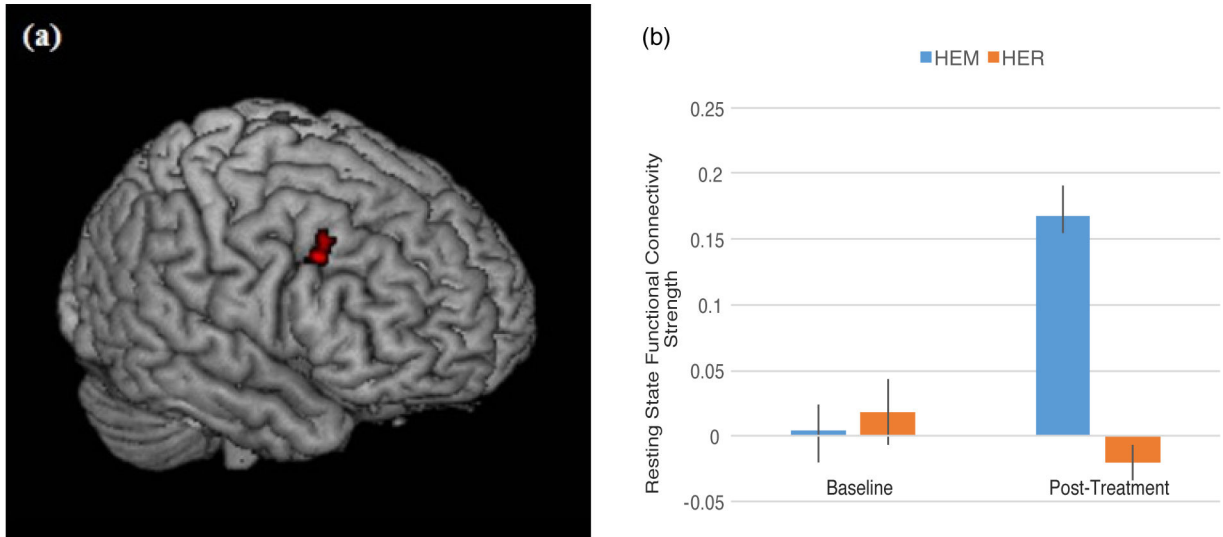 (a)
(b)
HEM HER
0.25
0.2
0.15
0.1
0.05
0
-0.05
Resting State Functional Connectivity
Strength
Baseline Post-Treatment